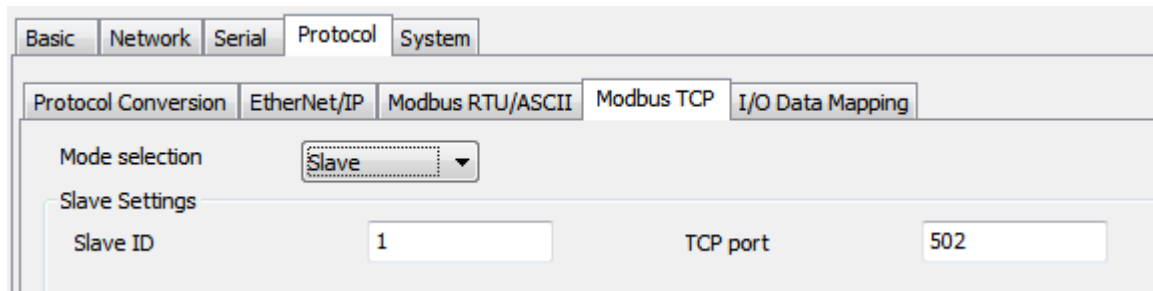 Basic Network Serial Protocol System
Protocol Conversion EtherNet/IP Modbus RTU/ASCII Modbus TCP I/O Data Mapping
Mode selection Slave
Slave Settings
Slave ID 1 TCP port 502